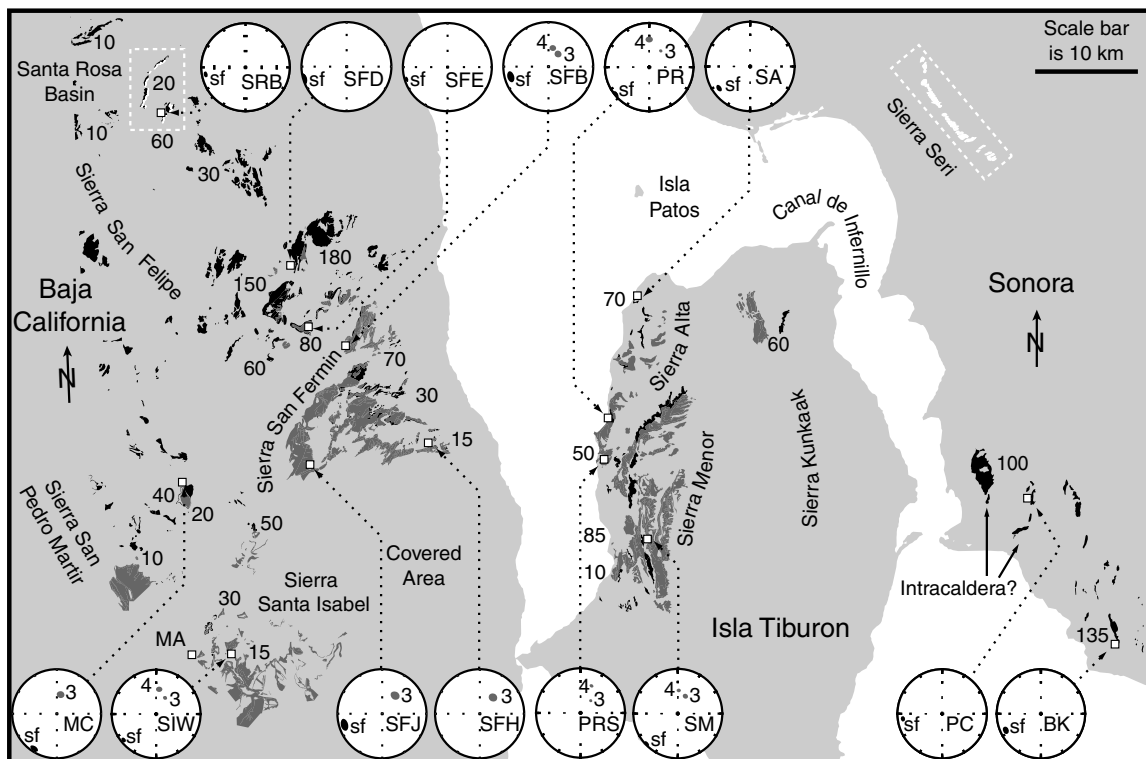 10
Santa Rosa
Basin
20
10
60
30
sf
SRB
sf
SFD
sf
SFE
4
3
sf
SFB
4
3
sf
PR
sf
SA
Scale bar
is 10 km
Sierra Seri
Sierra San Felipe
Isla
Patos
Canal de Infernillo
180
150
Baja
California
N
80
60
70
30
15
Sierra San Fermin
70
Sierra Alta
60
Sonora
N
50
Sierra Menor
Sierra Kunkaak
100
40
20
Sierra San
Pedro Martir
10
50
Covered
Area
85
10
Intracaldera?
Sierra
Santa Isabel
30
MA
15
Isla Tiburon
135
3
sf
MC
4
3
sf
SIW
3
sf
SFJ
3
SFH
4
3
PRS
4
3
sf
SM
sf
PC
sf
BK